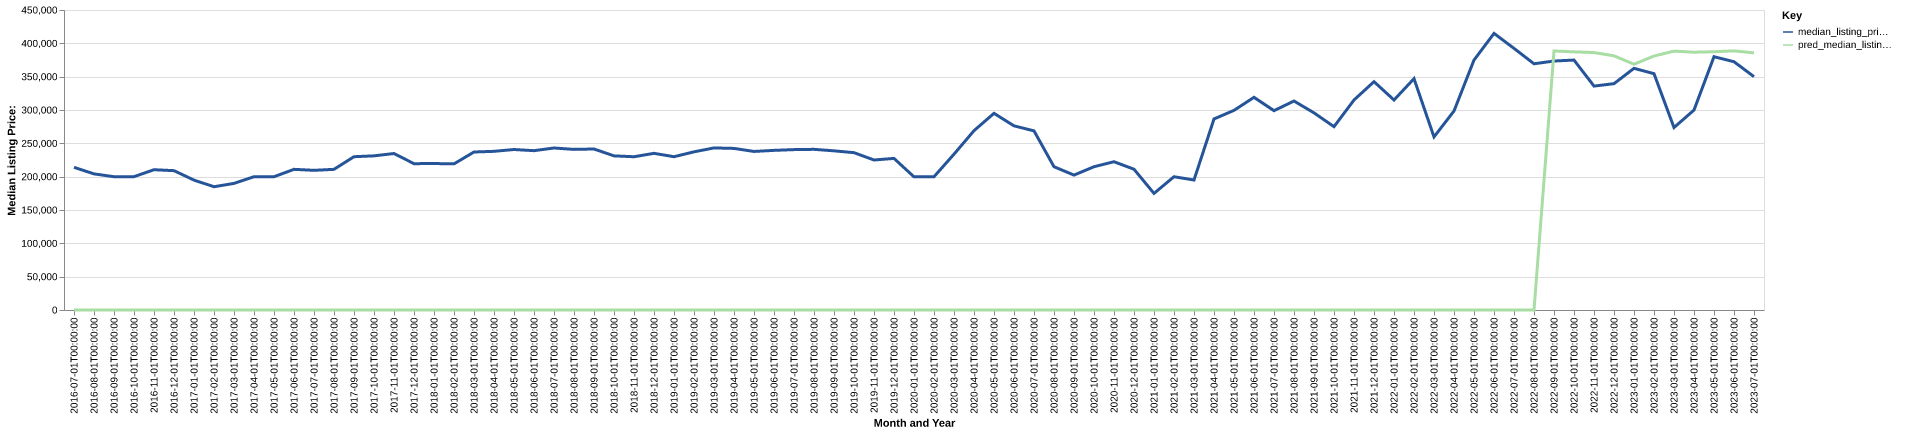 450,000
400,000
350,000
300,000
250,000
200,000
150,000
100,000
50,000
0
Median Listing Price:
2016-07-01T00:00:00
2016-08-01T00:00:00
2016-09-01T00:00:00
2016-10-01T00:00:00
2016-11-01T00:00:00
2016-12-01T00:00:00
2017-01-01T00:00:00
2017-02-01T00:00:00
2017-03-01T00:00:00
2017-04-01T00:00:00
2017-05-01T00:00:00
2017-06-01T00:00:00
2017-07-01T00:00:00
2017-08-01T00:00:00
2017-09-01T00:00:00
2017-10-01T00:00:00
2017-11-01T00:00:00
2017-12-01T00:00:00
2018-01-01T00:00:00
2018-02-01T00:00:00
2018-03-01T00:00:00
2018-04-01T00:00:00
2018-05-01T00:00:00
2018-06-01T00:00:00
2018-07-01T00:00:00
2018-08-01T00:00:00
2018-09-01T00:00:00
2018-10-01T00:00:00
2018-11-01T00:00:00
2018-12-01T00:00:00
2019-01-01T00:00:00
2019-02-01T00:00:00
2019-03-01T00:00:00
2019-04-01T00:00:00
2019-05-01T00:00:00
2019-06-01T00:00:00
2019-07-01T00:00:00
2019-08-01T00:00:00
2019-09-01T00:00:00
2019-10-01T00:00:00
2019-11-01T00:00:00
2019-12-01T00:00:00
2020-01-01T00:00:00
2020-02-01T00:00:00
2020-03-01T00:00:00
2020-04-01T00:00:00
2020-05-01T00:00:00
2020-06-01T00:00:00
2020-07-01T00:00:00
2020-08-01T00:00:00
2020-09-01T00:00:00
2020-10-01T00:00:00
2020-11-01T00:00:00
2020-12-01T00:00:00
2021-01-01T00:00:00
2021-02-01T00:00:00
2021-03-01T00:00:00
2021-04-01T00:00:00
2021-05-01T00:00:00
2021-06-01T00:00:00
2021-07-01T00:00:00
2021-08-01T00:00:00
2021-09-01T00:00:00
2021-10-01T00:00:00
2021-11-01T00:00:00
2021-12-01T00:00:00
2022-01-01T00:00:00
2022-02-01T00:00:00
2022-03-01T00:00:00
2022-04-01T00:00:00
2022-05-01T00:00:00
2022-06-01T00:00:00
2022-07-01T00:00:00
2022-08-01T00:00:00
2022-09-01T00:00:00
2022-10-01T00:00:00
2022-11-01T00:00:00
2022-12-01T00:00:00
2023-01-01T00:00:00
2023-02-01T00:00:00
2023-03-01T00:00:00
2023-04-01T00:00:00
2023-05-01T00:00:00
2023-06-01T00:00:00
2023-07-01T00:00:00
Month and Year
Key
median_listing_pri…
pred_median_listin…